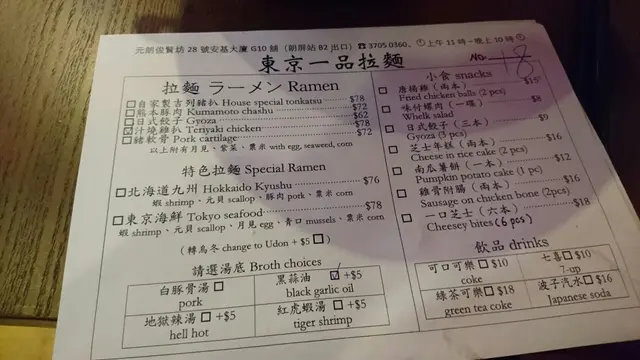 元朗俊賢坊 28 號安基大廈 G10 舖（朗屏站 B2 出口）☎ 3705 0360、🕐上午 11 時~晚上 10 時🕙
東京一品拉麵
No. +8
拉麵 ラーメン Ramen
☐自家製吉列豬扒 House special tonkatsu $78
☐熊本豚肉 Kumamoto chashu $72
☐日式餃子 Gyoza $62
☑汁燒雞扒 Teriyaki chicken $78
☐豬軟骨 Pork cartilage $72
以上附有月見、紫菜、粟米 with egg, seaweed, corn
特色拉麵 Special Ramen
☐北海道九州 Hokkaido Kyushu $76
蝦 shrimp、元貝 scallop、豚肉 pork、粟米 corn
☐東京海鮮 Tokyo seafood $78
蝦 shrimp、元貝 scallop、月見 egg、青口 mussels、粟米 corn
（轉烏冬 change to Udon + $5 ☐）
請選湯底 Broth choices
白豚骨湯 ☐
pork
黑蒜油 ☑ +$5
black garlic oil
地獄辣湯 ☐ +$5
hell hot
紅虎蝦湯 ☐ +$5
tiger shrimp
小食 snacks
☐ 唐揚雞（兩本） $15
Fried chicken balls (2 pcs)
☐ 味付螺肉（一碟） $8
Whelk salad
☐ 日式餃子（三本） $9
Gyoza (3 pcs)
☐ 芝士年糕（兩本） $16
Cheese in rice cake (2 pcs)
☐ 南瓜薯餅（一本） $12
Pumpkin potato cake (1 pc)
☐ 雞骨附腸（兩本） $16
Sausage on chicken bone (2pcs)
☐ 一口芝士（六本） $18
Cheesey bites (6 pcs)
飲品 drinks
可口可樂 ☐ $10
coke
七喜 ☐ $10
7-up
綠茶可樂 ☐ $18
green tea coke
波子汽水 ☐ $16
Japanese soda